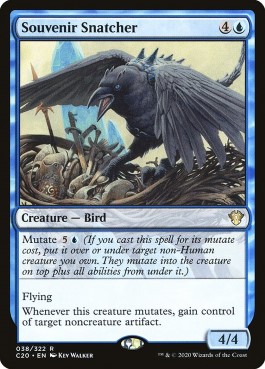 Souvenir Snatcher 4
Creature — Bird
Mutate 5 (If you cast this spell for its mutate
cost, put it over or under target non-Human
creature you own. They mutate into the creature
on top plus all abilities from under it.)
Flying
Whenever this creature mutates, gain control
of target noncreature artifact.
4/4
038/322 R
C20 • EN KEV WALKER ™ & © 2020 Wizards of the Coast